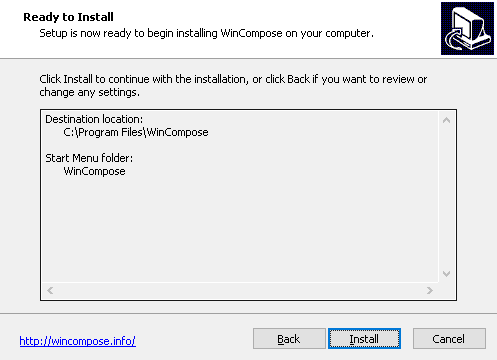 Ready to Install
Setup is now ready to begin installing WinCompose on your computer.
Click Install to continue with the installation, or click Back if you want to review or
change any settings.
Destination location:
C:\Program Files\WinCompose
Start Menu folder:
WinCompose
http://wincompose.info/
Back
Install
Cancel